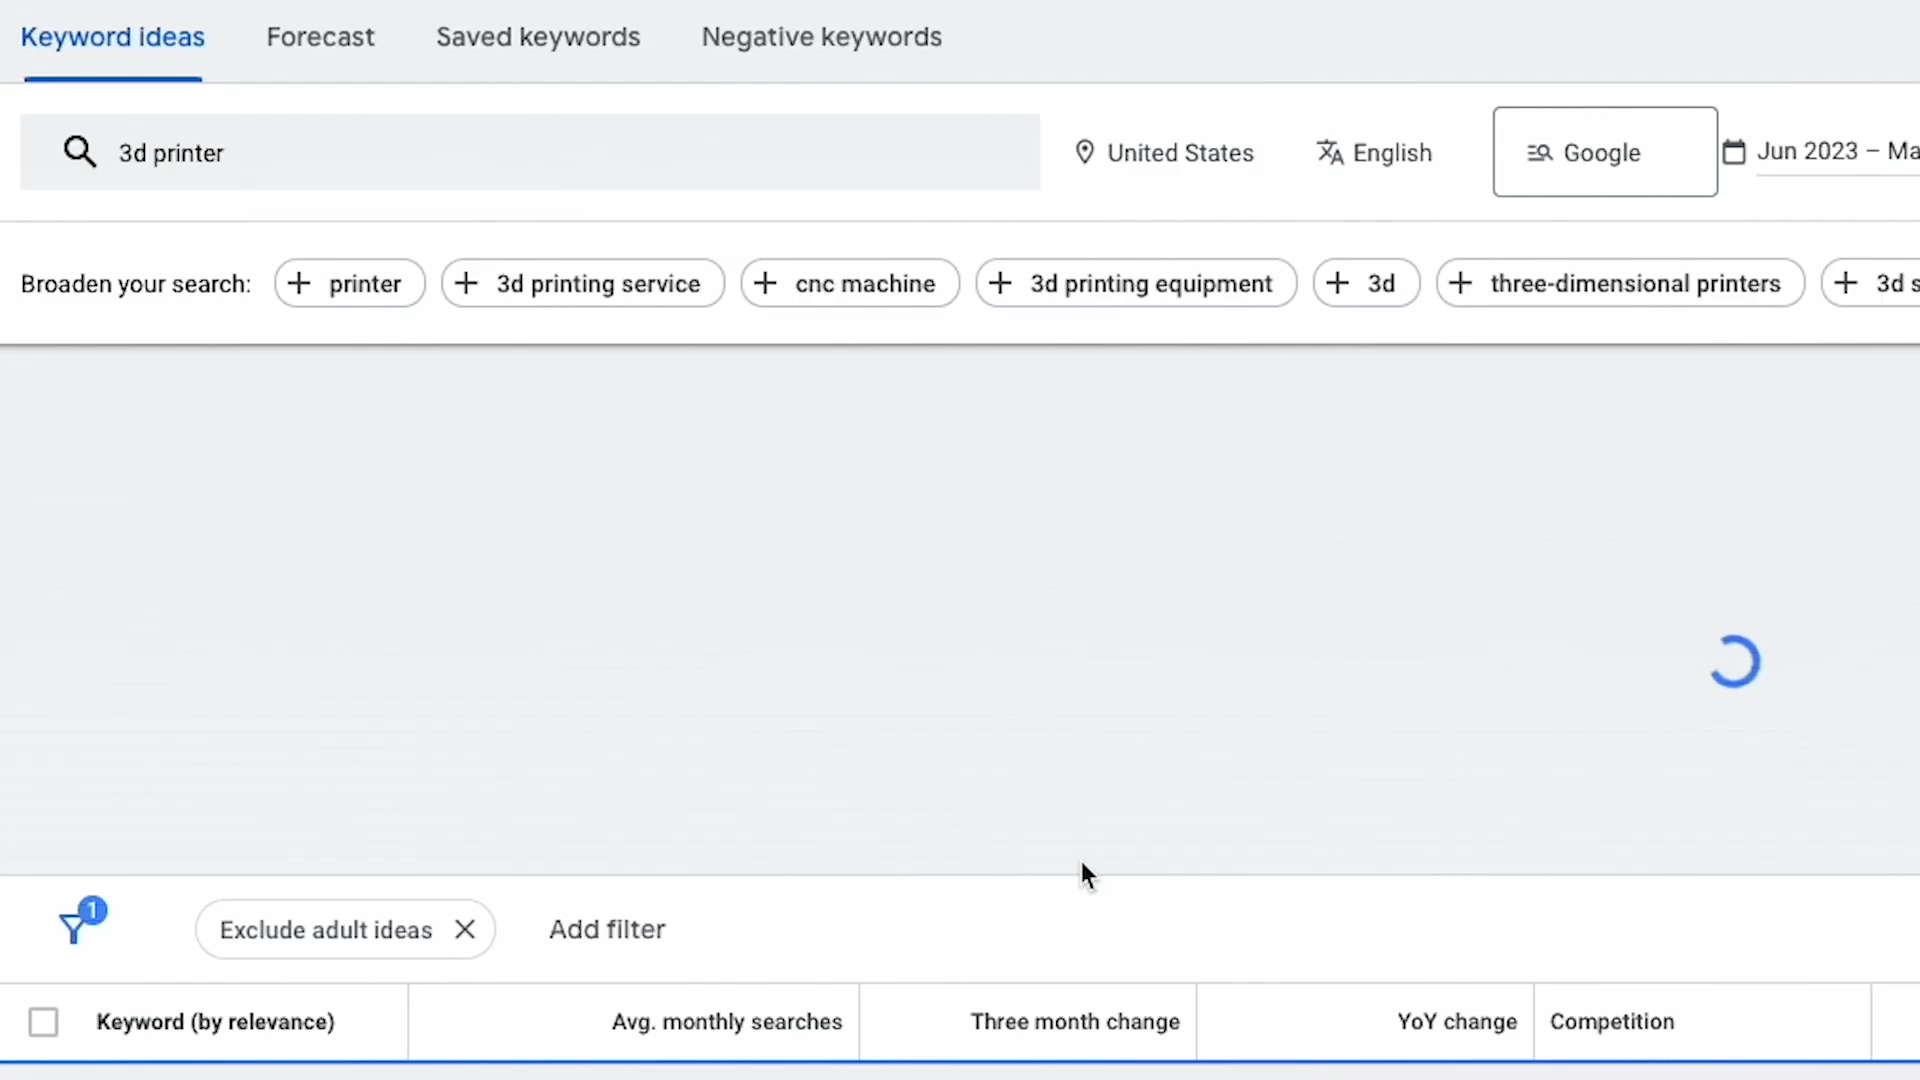 Keyword ideas Forecast Saved keywords Negative keywords
3d printer United States English Google Jun 2023 –
Broaden your search: printer 3d printing service cnc machine 3d printing equipment 3d three-dimensional printers 3d
1
Exclude adult ideas Add filter
Keyword (by relevance) Avg. monthly searches Three month change YoY change Competition